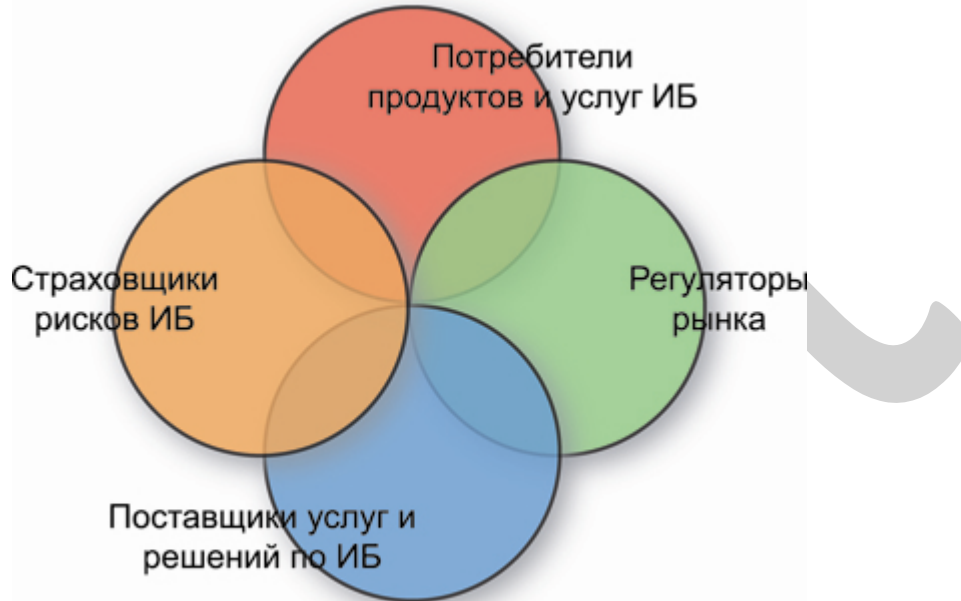 Потребители
продуктов и услуг ИБ
Страховщики
рисков ИБ
Регуляторы
рынка
Поставщики услуг и
решений по ИБ